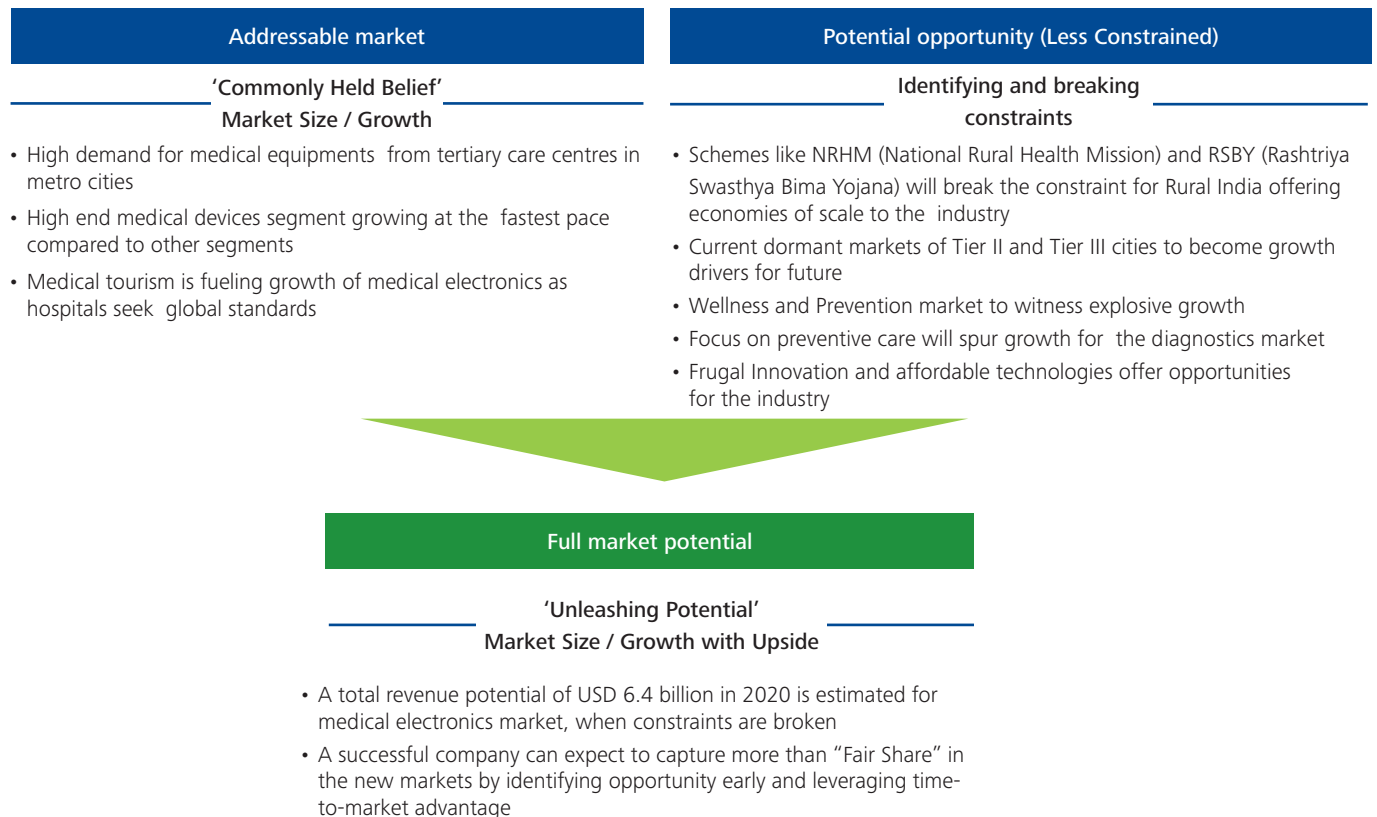 Addressable market
'Commonly Held Belief'
Market Size / Growth
• High demand for medical equipments from tertiary care centres in
metro cities
• High end medical devices segment growing at the fastest pace
compared to other segments
• Medical tourism is fueling growth of medical electronics as
hospitals seek global standards
Potential opportunity (Less Constrained)
Identifying and breaking
constraints
• Schemes like NRHM (National Rural Health Mission) and RSBY (Rashtriya
Swasthya Bima Yojana) will break the constraint for Rural India offering
economies of scale to the industry
• Current dormant markets of Tier II and Tier III cities to become growth
drivers for future
• Wellness and Prevention market to witness explosive growth
• Focus on preventive care will spur growth for the diagnostics market
• Frugal Innovation and affordable technologies offer opportunities
for the industry
Full market potential
'Unleashing Potential'
Market Size / Growth with Upside
• A total revenue potential of USD 6.4 billion in 2020 is estimated for
medical electronics market, when constraints are broken
• A successful company can expect to capture more than “Fair Share” in
the new markets by identifying opportunity early and leveraging time-
to-market advantage